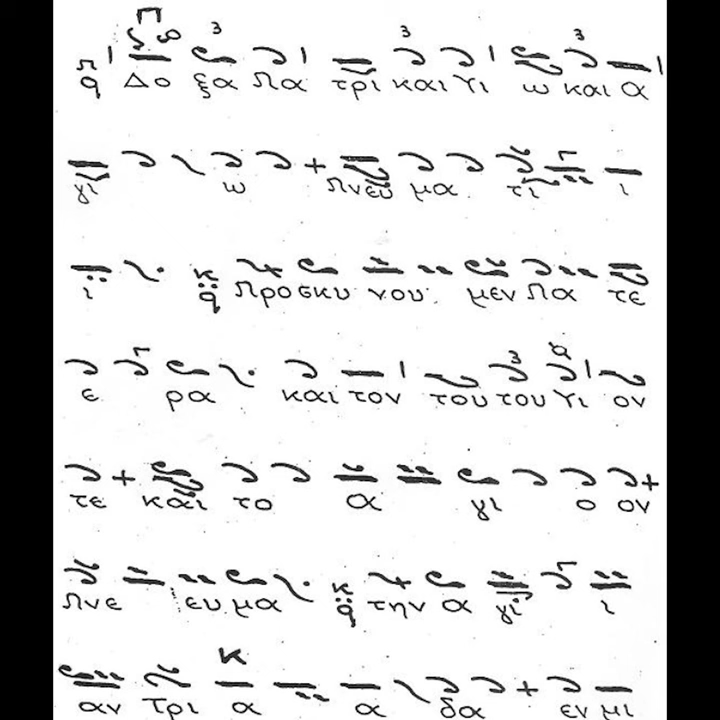 Δο ξα Πα τρι και Υι ω και α
γι ω Πνευ μα τι ι
ι προσκυ νου μεν Πα τε
ε ρα και τον του του Υι ον
τε και το α γι ο ον
Πνε ευ μα την α γι ι
αν Τρι α α δα εν μι